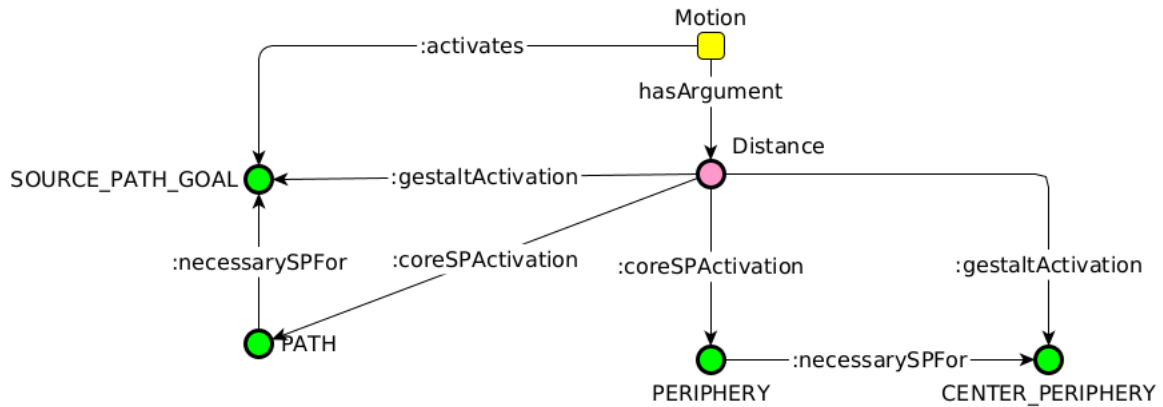 Motion
:activates
hasArgument
Distance
SOURCE_PATH_GOAL
:gestaltActivation
:necessarySPFor
:coreSPActivation
:coreSPActivation
:gestaltActivation
PATH
:necessarySPFor
PERIPHERY
CENTER_PERIPHERY